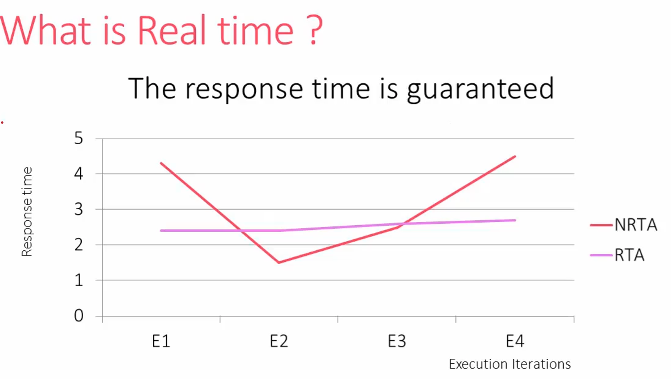 What is Real time ?
The response time is guaranteed
Response time
5
4
3
2
1
0
E1 E2 E3 E4
Execution Iterations
NRTA
RTA